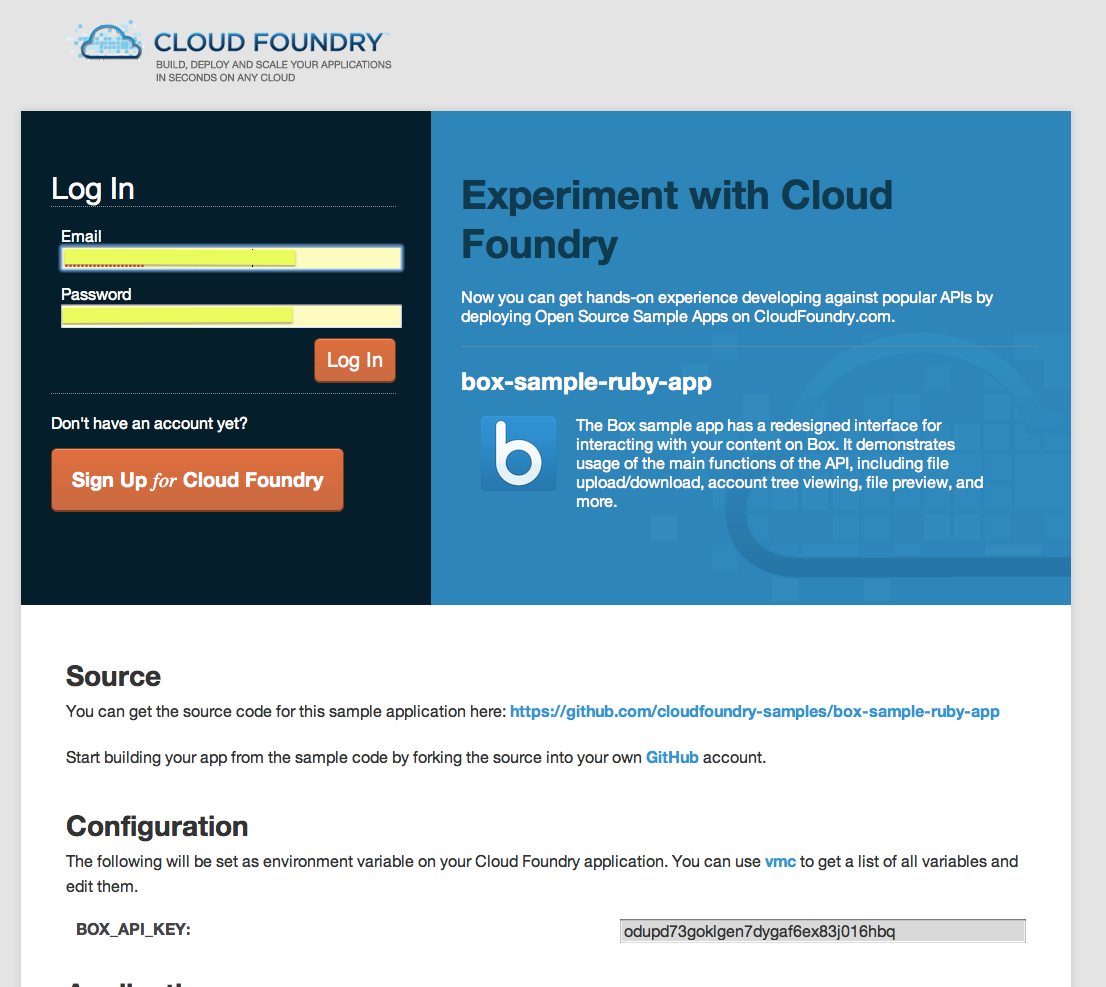 CLOUD FOUNDRY™
BUILD, DEPLOY AND SCALE YOUR APPLICATIONS
IN SECONDS ON ANY CLOUD
Log In
Email
Password
Log In
Don't have an account yet?
Sign Up for Cloud Foundry
Experiment with Cloud
Foundry
Now you can get hands-on experience developing against popular APIs by
deploying Open Source Sample Apps on CloudFoundry.com.
box-sample-ruby-app
b
The Box sample app has a redesigned interface for
interacting with your content on Box. It demonstrates
usage of the main functions of the API, including file
upload/download, account tree viewing, file preview, and
more.
Source
You can get the source code for this sample application here: https://github.com/cloudfoundry-samples/box-sample-ruby-app
Start building your app from the sample code by forking the source into your own GitHub account.
Configuration
The following will be set as environment variable on your Cloud Foundry application. You can use vmc to get a list of all variables and
edit them.
BOX_API_KEY:
odupd73goklgen7dygaf6ex83j016hbq